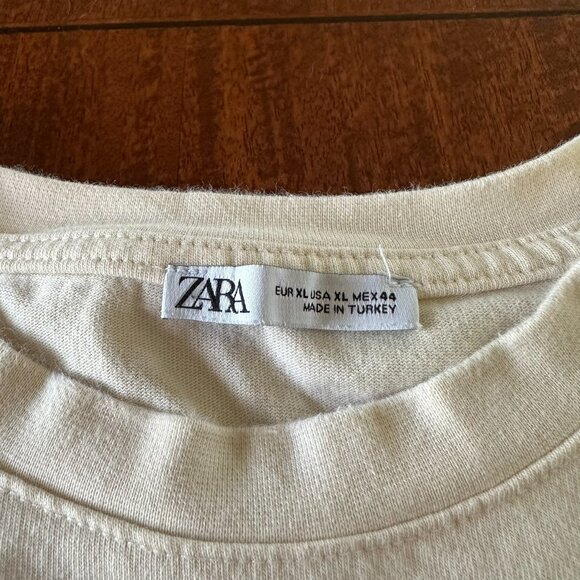 ZARA
EUR XL USA XL MEX 44
MADE IN TURKEY